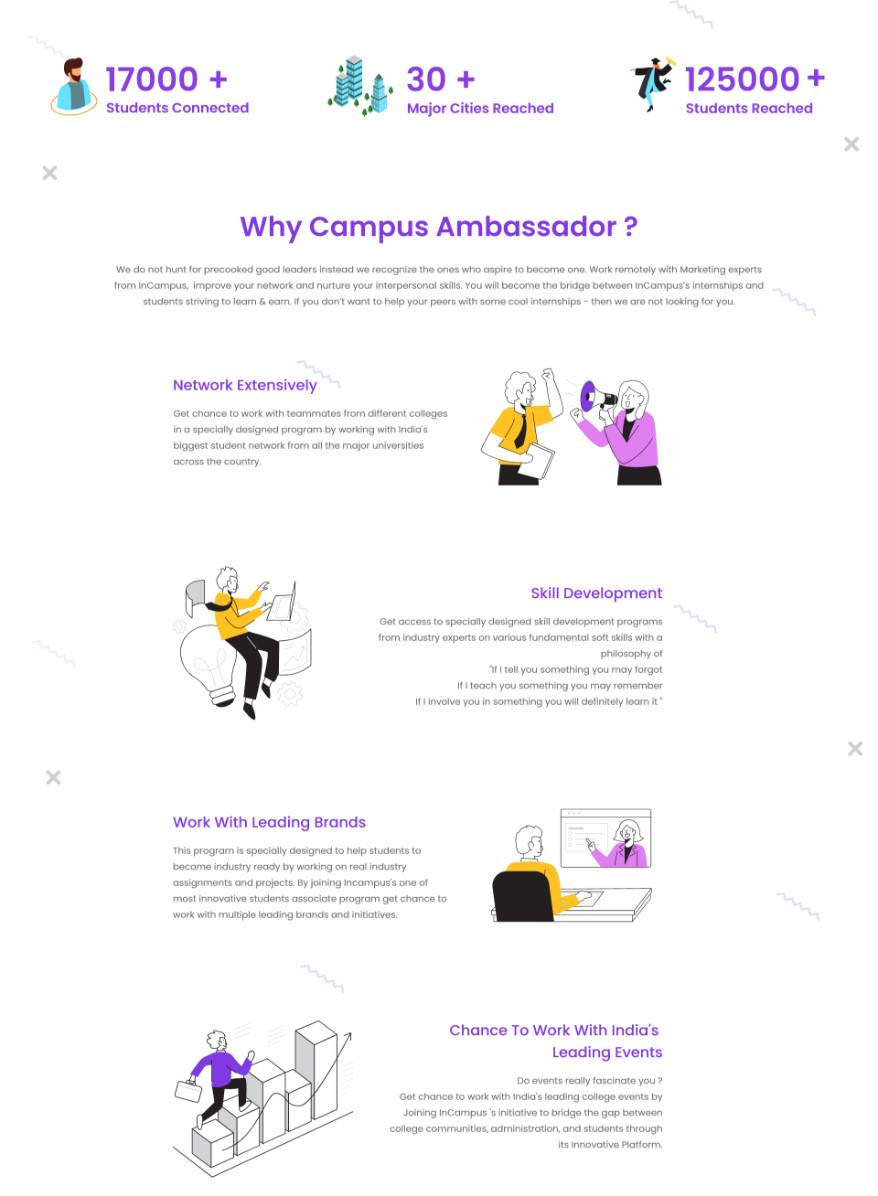 17000 +
Students Connected
30 +
Major Cities Reached
125000 +
Students Reached
Why Campus Ambassador ?
We do not hunt for precooked good leaders instead we recognize the ones who aspire to become one. Work remotely with Marketing experts
from InCampus, improve your network and nurture your interpersonal skills. You will become the bridge between InCampus's internships and
students striving to learn & earn. If you don't want to help your peers with some cool internships - then we are not looking for you.
Network Extensively
Get chance to work with teammates from different colleges
in a specially designed program by working with India's
biggest student network from all the major universities
across the country.
Skill Development
Get access to specially designed skill development programs
from industry experts on various fundamental soft skills with a
philosophy of
"If I tell you something you may forgot
If I teach you something you may remember
If I involve you in something you will definitely learn it "
Work With Leading Brands
This program is specially designed to help students to
become industry ready by working on real industry
assignments and projects. By joining Incampus's one of
most innovative students associate program get chance to
work with multiple leading brands and initiatives.
Chance To Work With India's
Leading Events
Do events really fascinate you ?
Get chance to work with India's leading college events by
Joining InCampus 's initiative to bridge the gap between
college communities, administration, and students through
its Innovative Platform.